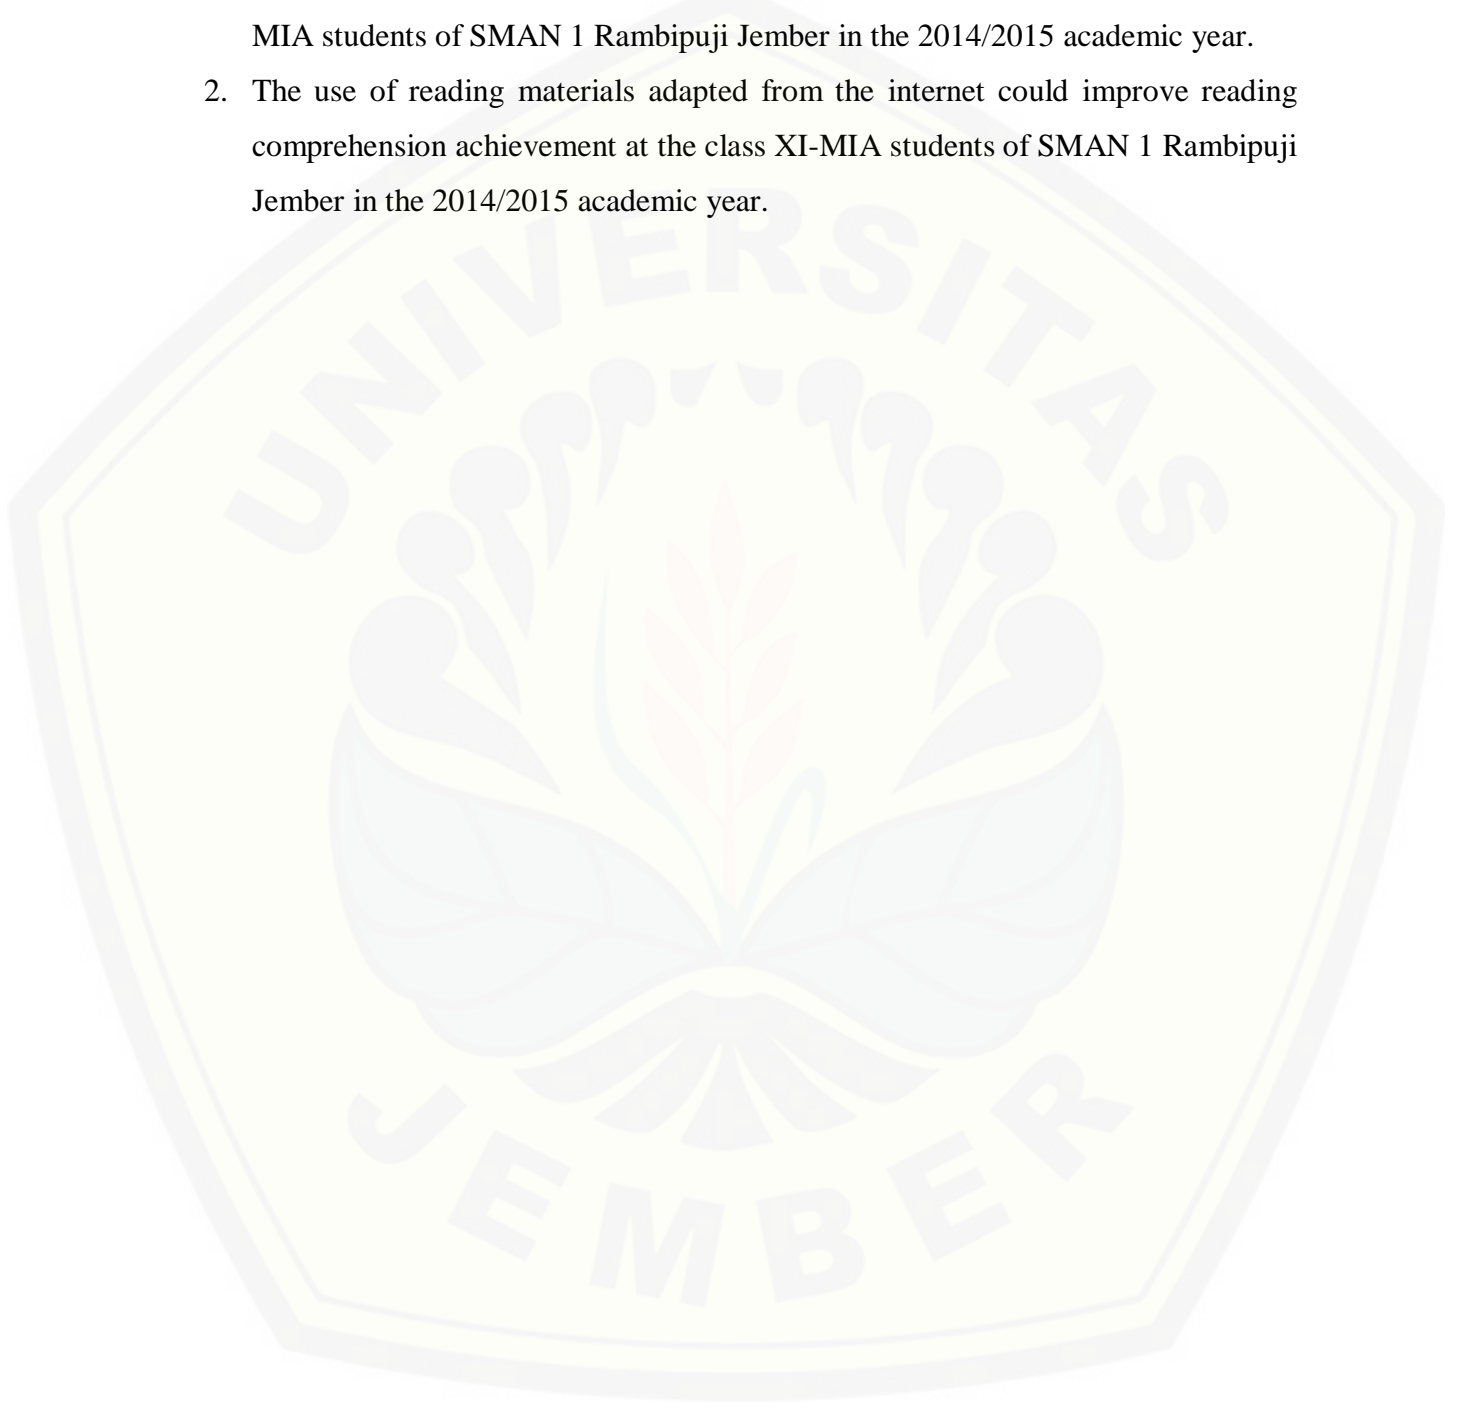 MIA students of SMAN 1 Rambipuji Jember in the 2014/2015 academic year.
2. The use of reading materials adapted from the internet could improve reading
comprehension achievement at the class XI-MIA students of SMAN 1 Rambipuji
Jember in the 2014/2015 academic year.
UNIVERSITAS
JEMBER